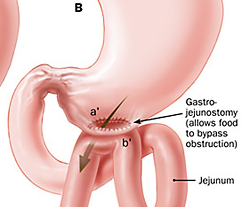 B
a'
b'
Gastro-
jejunostomy
(allows food
to bypass
obstruction)
Jejunum